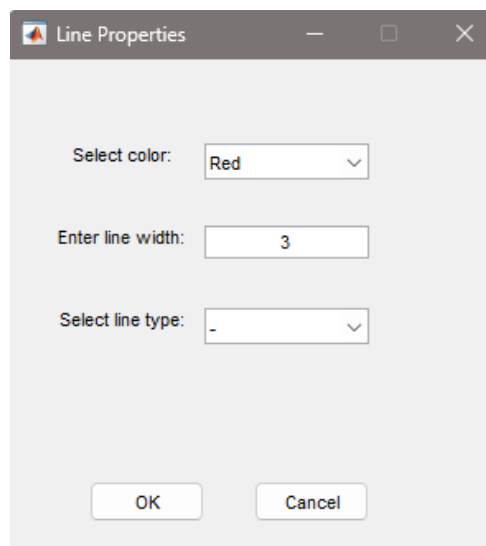 Line Properties
Select color: Red
Enter line width: 3
Select line type: -
OK Cancel